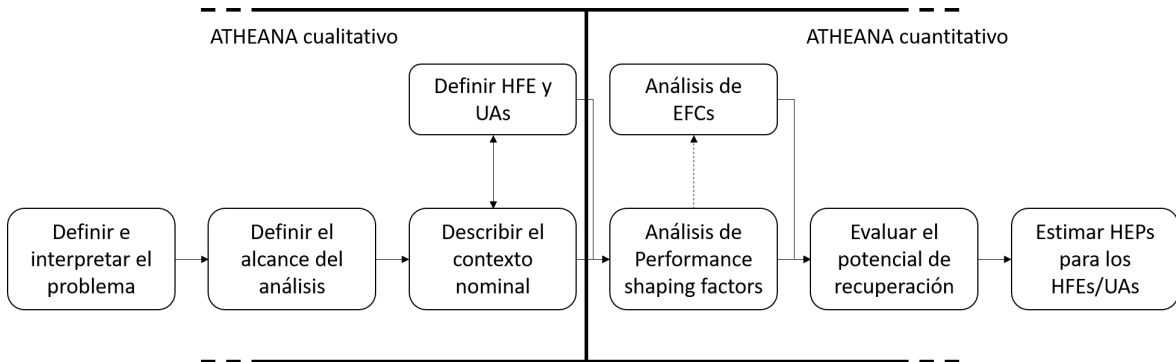 ATHEANA cualitativo
ATHEANA cuantitativo
Definir HFE y
UAs
Análisis de
EFCs
Definir e
interpretar el
problema
Definir el
alcance del
análisis
Describir el
contexto
nominal
Análisis de
Performance
shaping factors
Evaluar el
potencial de
recuperación
Estimar HEPs
para los
HFEs/UAs